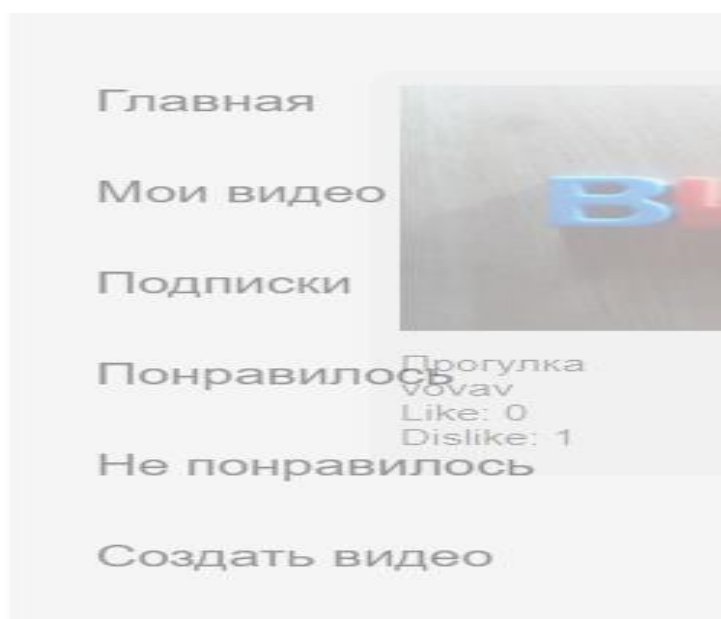 Главная
Мои видео
Подписки
Понравилось
Не понравилось
Создать видео
B
Прогулка
vovav
Like: 0
Dislike: 1